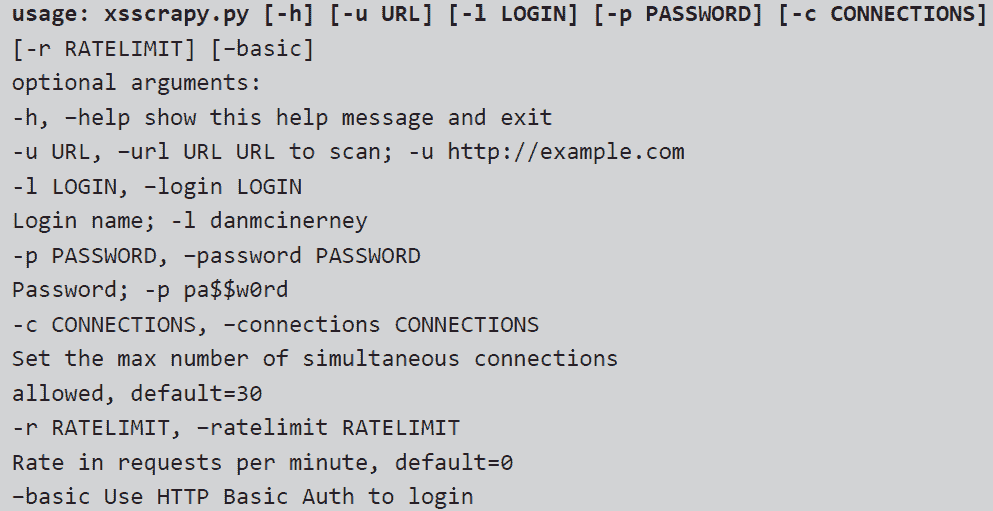 usage: xsscrapy.py [-h] [-u URL] [-l LOGIN] [-p PASSWORD] [-c CONNECTIONS]
[-r RATELIMIT] [–basic]
optional arguments:
-h, –help show this help message and exit
-u URL, –url URL URL to scan; -u http://example.com
-l LOGIN, –login LOGIN
Login name; -l danmcinerney
-p PASSWORD, –password PASSWORD
Password; -p pa$$w0rd
-c CONNECTIONS, –connections CONNECTIONS
Set the max number of simultaneous connections
allowed, default=30
-r RATELIMIT, –ratelimit RATELIMIT
Rate in requests per minute, default=0
–basic Use HTTP Basic Auth to login